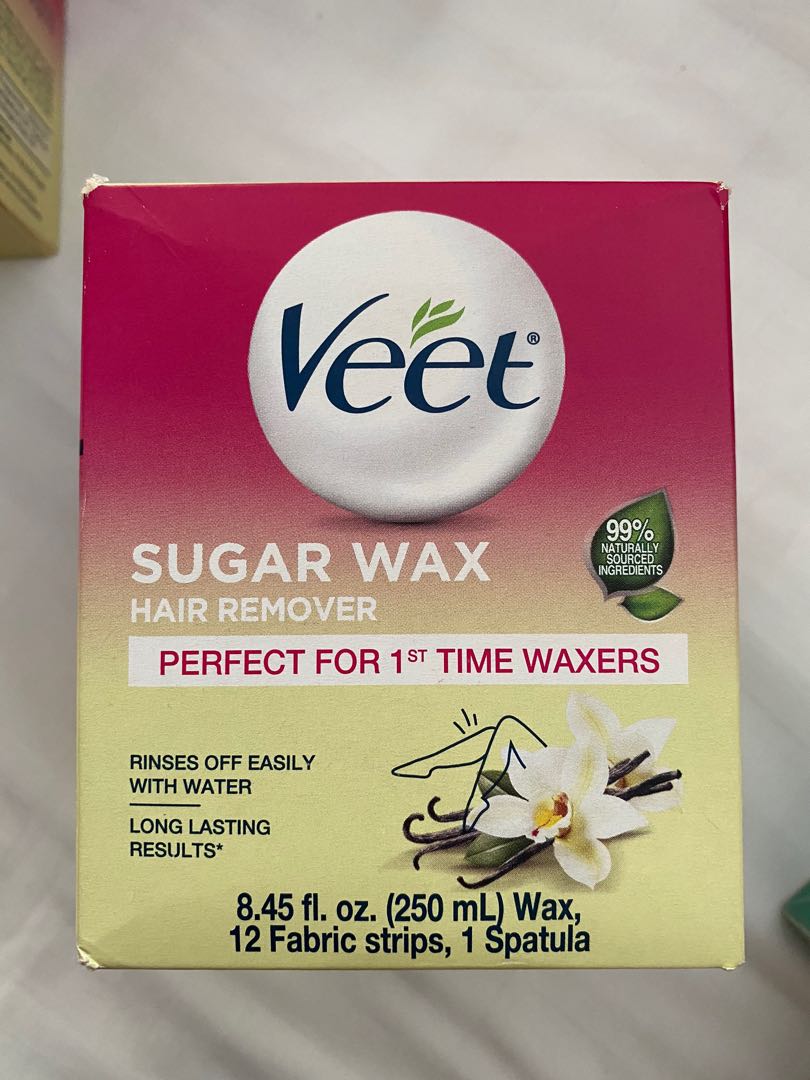 Veet®
SUGAR WAX
HAIR REMOVER
99%
NATURALLY
SOURCED
INGREDIENTS
PERFECT FOR 1ST TIME WAXERS
RINSES OFF EASILY
WITH WATER
LONG LASTING
RESULTS*
8.45 fl. oz. (250 mL) Wax,
12 Fabric strips, 1 Spatula